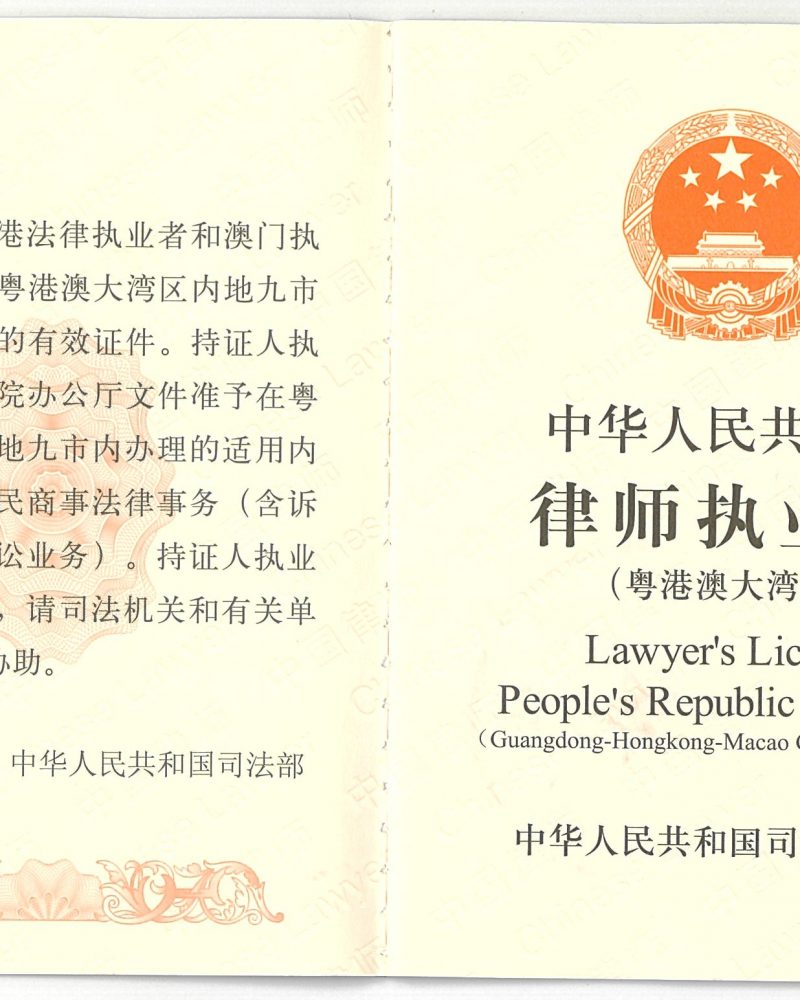 港法律执业者和澳门执
粤港澳大湾区内地九市
的有效证件。持证人执
院办公厅文件准予在粤
地九市内办理的适用内
民商事法律事务（含诉
讼业务）。持证人执业
，请司法机关和有关单
协助。
中华人民共和国司法部
中华人民共
律师执业
（粤港澳大湾
Lawyer's Lic
People's Republic
（Guangdong-Hongkong-Macao G
中华人民共和国司